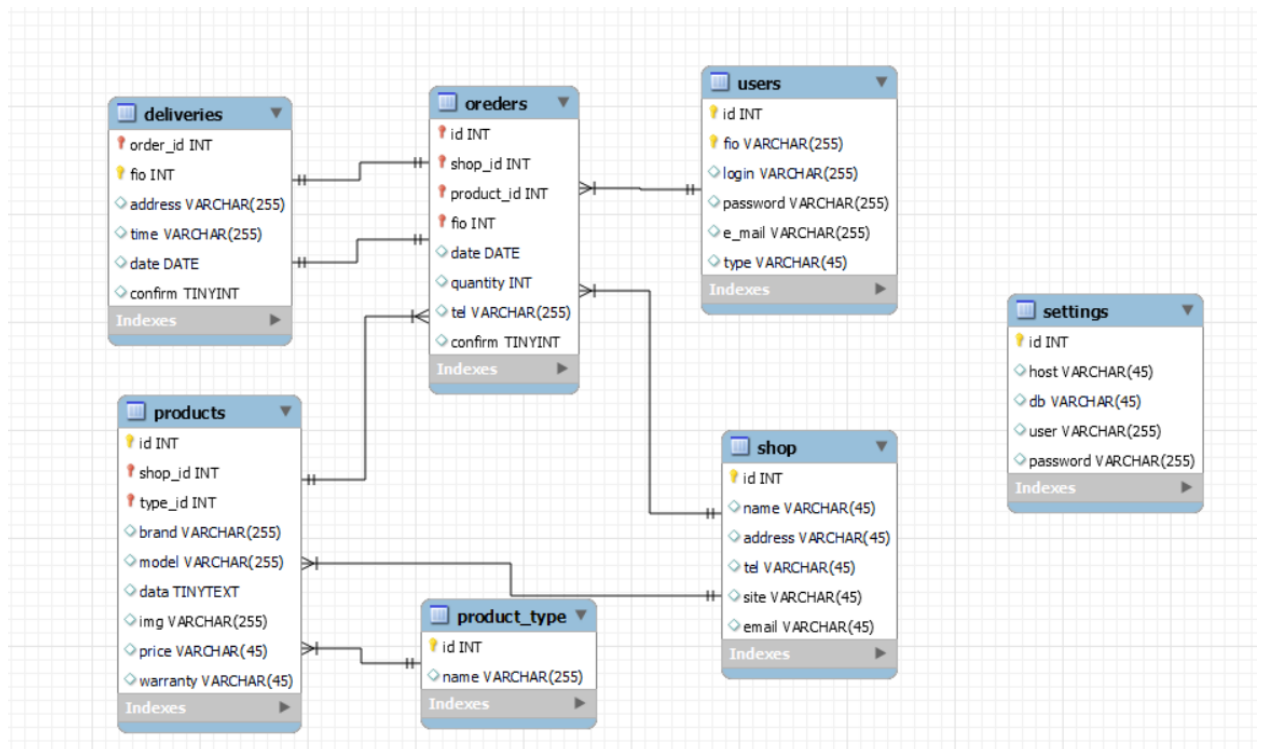 deliveries
order_id INT
fio INT
address VARCHAR(255)
time VARCHAR(255)
date DATE
confirm TINYINT
Indexes
oreders
id INT
shop_id INT
product_id INT
fio INT
date DATE
quantity INT
tel VARCHAR(255)
confirm TINYINT
Indexes
users
id INT
fio VARCHAR(255)
login VARCHAR(255)
password VARCHAR(255)
e_mail VARCHAR(255)
type VARCHAR(45)
Indexes
settings
id INT
host VARCHAR(45)
db VARCHAR(45)
user VARCHAR(255)
password VARCHAR(255)
Indexes
products
id INT
shop_id INT
type_id INT
brand VARCHAR(255)
model VARCHAR(255)
data TINYTEXT
img VARCHAR(255)
price VARCHAR(45)
warranty VARCHAR(45)
Indexes
product_type
id INT
name VARCHAR(255)
Indexes
shop
id INT
name VARCHAR(45)
address VARCHAR(45)
tel VARCHAR(45)
site VARCHAR(45)
email VARCHAR(45)
Indexes